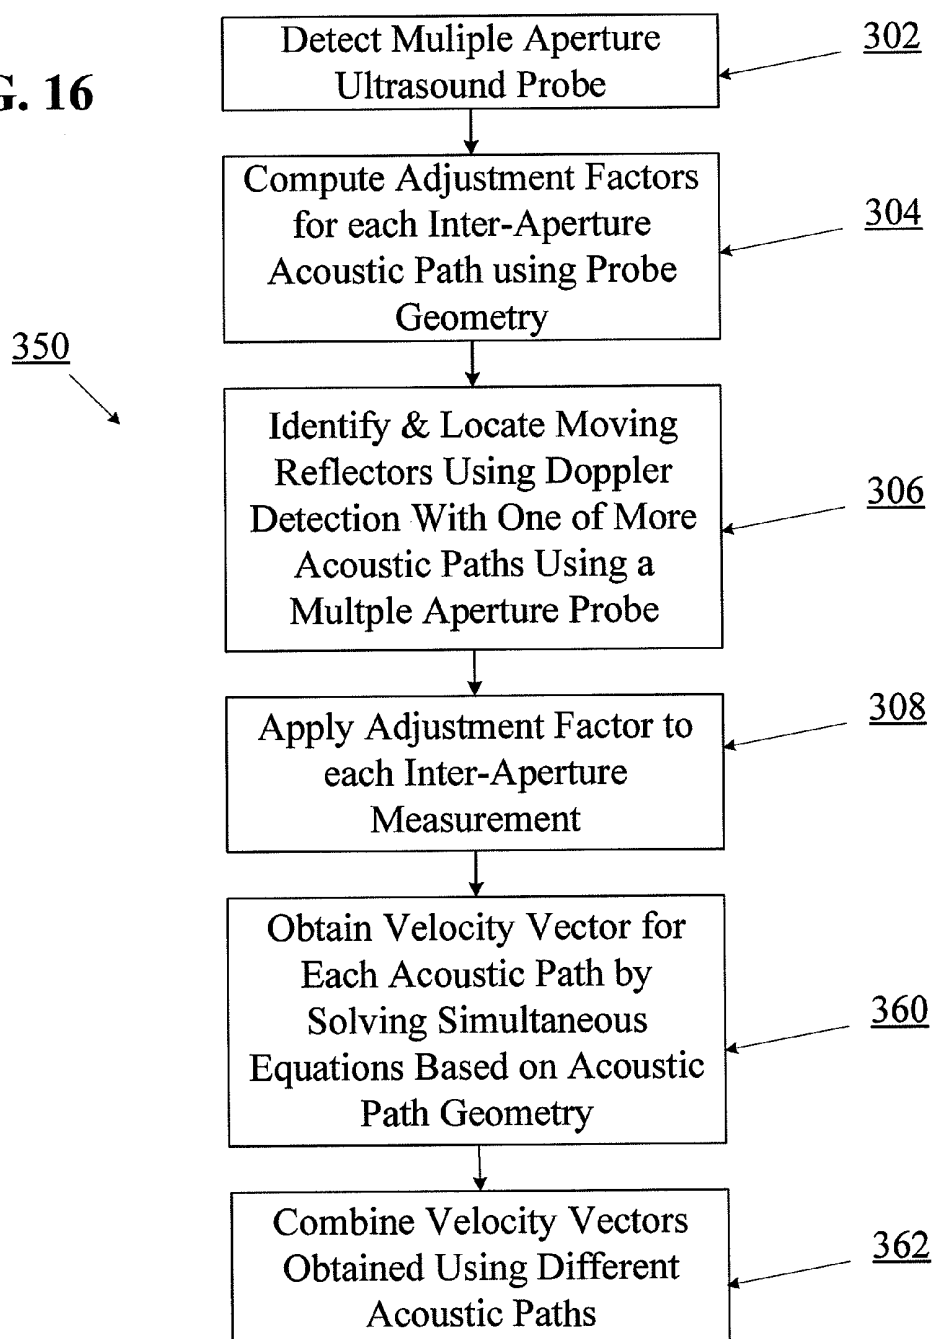 Detect Muliple Aperture
Ultrasound Probe
302
G. 16
Compute Adjustment Factors
for each Inter-Aperture
Acoustic Path using Probe
Geometry
304
350
Identify & Locate Moving
Reflectors Using Doppler
Detection With One of More
Acoustic Paths Using a
Multple Aperture Probe
306
Apply Adjustment Factor to
each Inter-Aperture
Measurement
308
Obtain Velocity Vector for
Each Acoustic Path by
Solving Simultaneous
Equations Based on Acoustic
Path Geometry
360
Combine Velocity Vectors
Obtained Using Different
Acoustic Paths
362